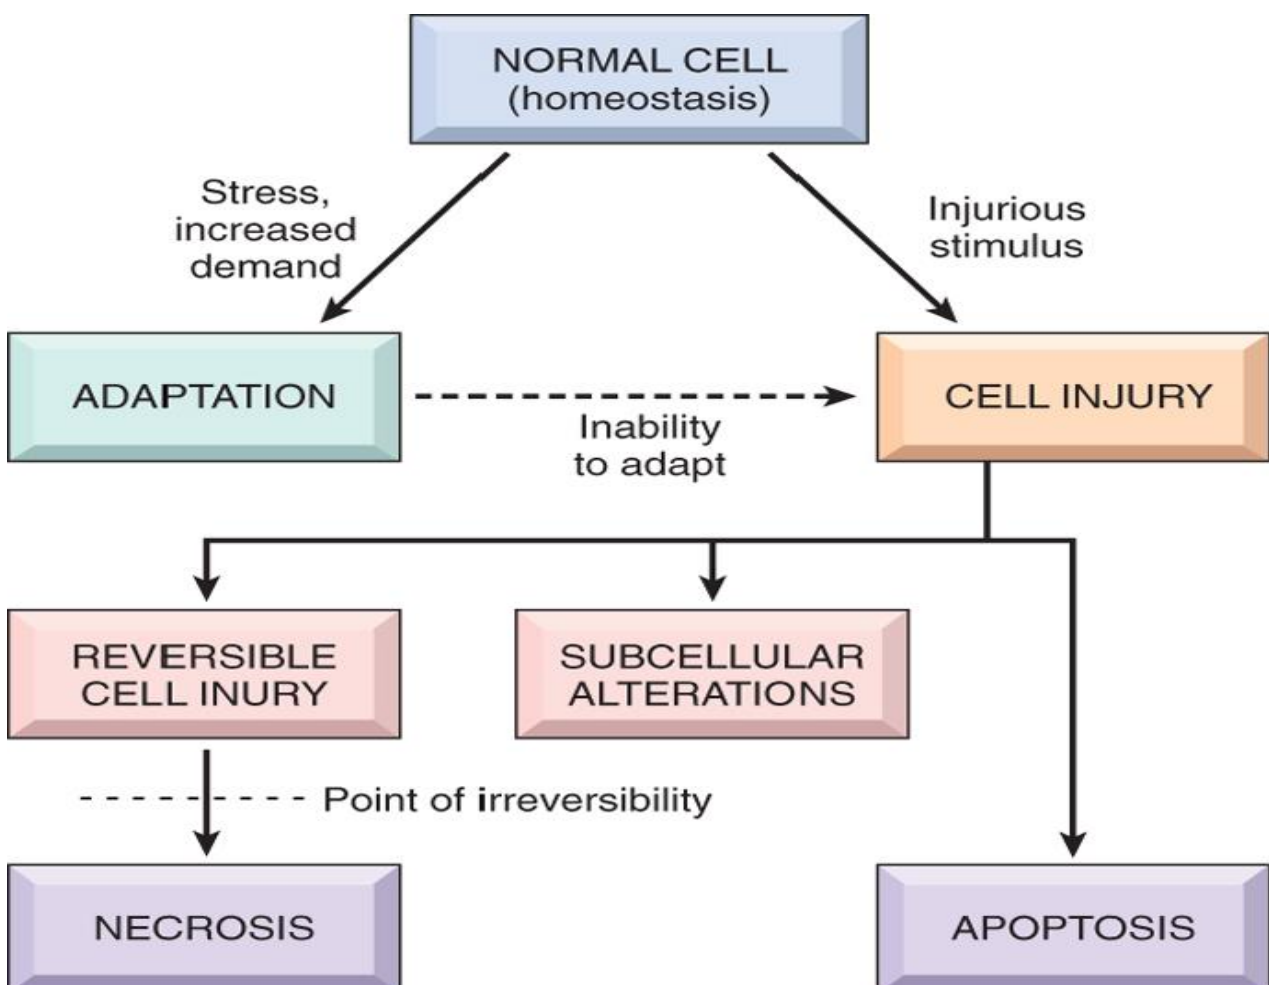 NORMAL CELL
(homeostasis)
Stress,
increased
demand
Injurious
stimulus
ADAPTATION
Inability
to adapt
CELL INJURY
REVERSIBLE
CELL INURY
SUBCELLULAR
ALTERATIONS
Point of irreversibility
NECROSIS
APOPTOSIS